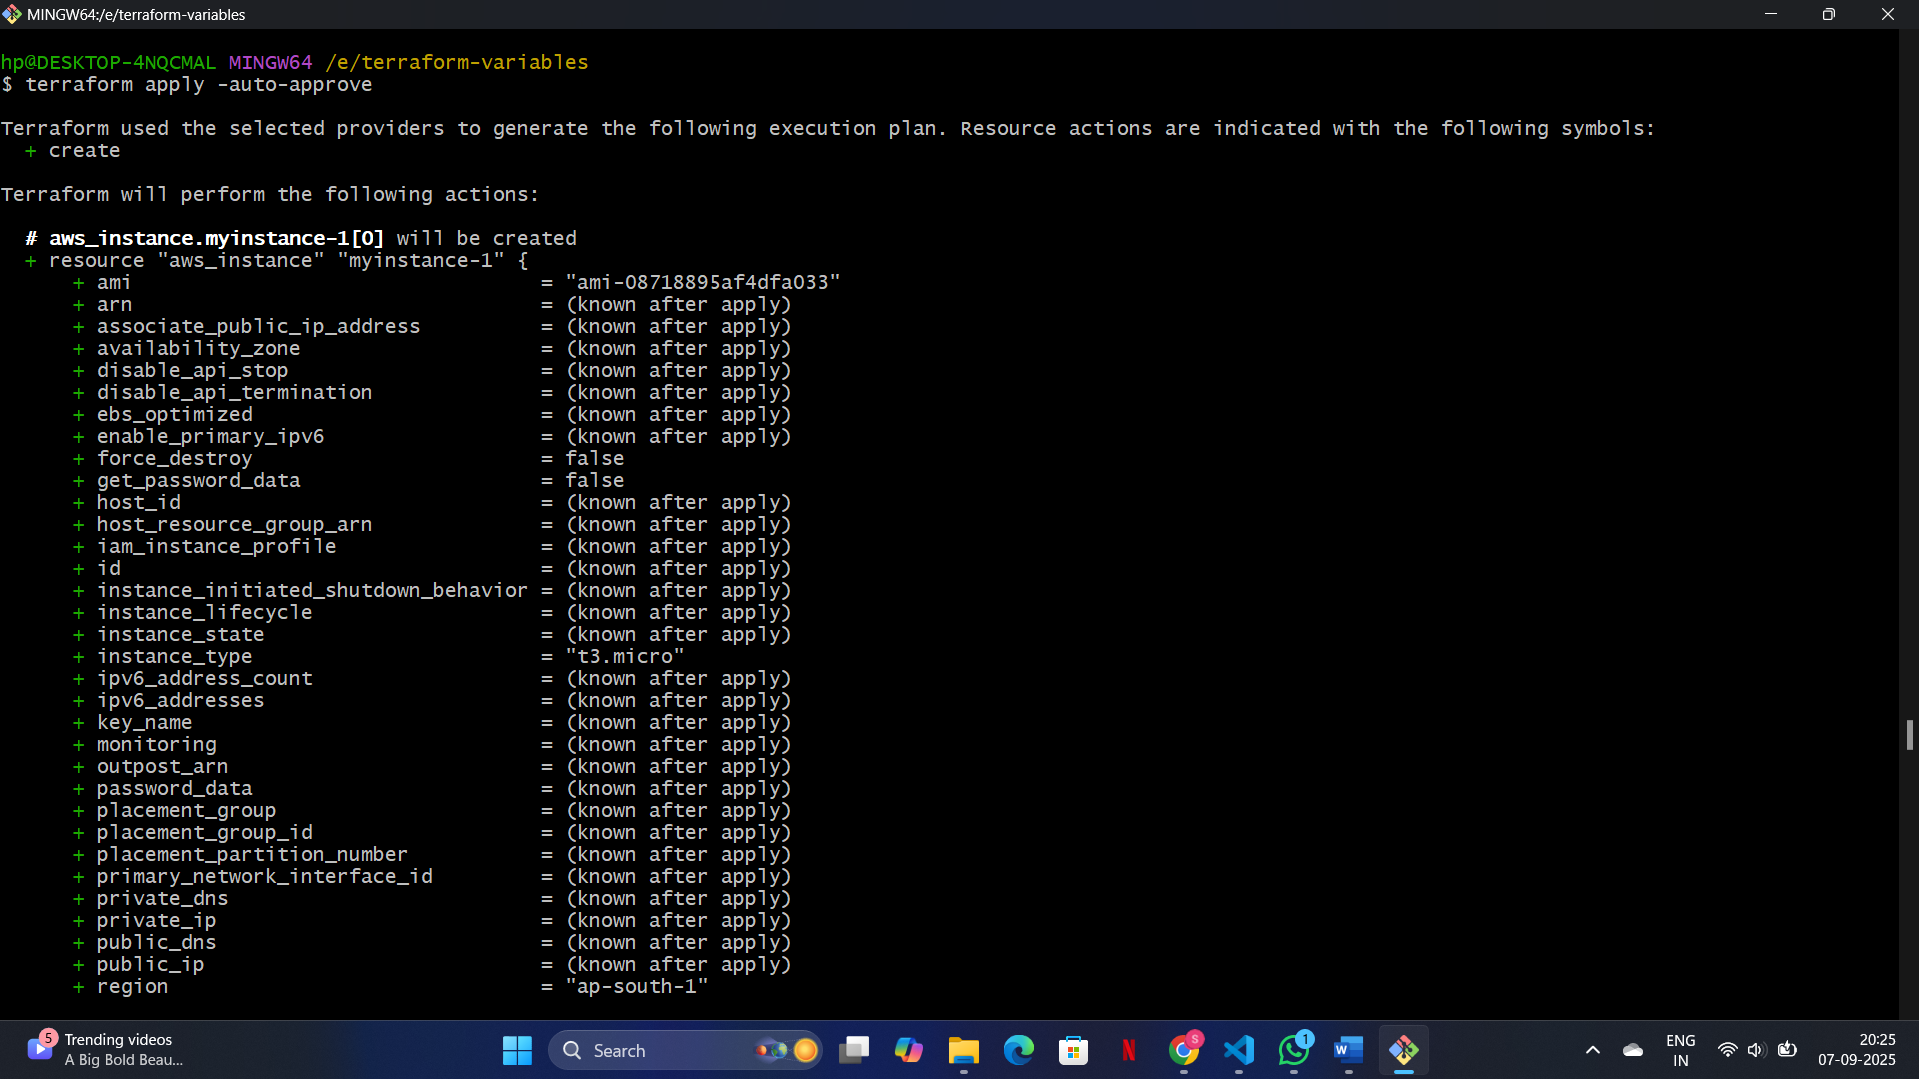 MINGW64:/e/terraform-variables
hp@DESKTOP-4NQCMAL MINGW64 /e/terraform-variables
$ terraform apply -auto-approve
Terraform used the selected providers to generate the following execution plan. Resource actions are indicated with the following symbols:
+ create
Terraform will perform the following actions:
# aws_instance.myinstance-1[0] will be created
+ resource "aws_instance" "myinstance-1" {
+ ami = "ami-08718895af4dfa033"
+ arn = (known after apply)
+ associate_public_ip_address = (known after apply)
+ availability_zone = (known after apply)
+ disable_api_stop = (known after apply)
+ disable_api_termination = (known after apply)
+ ebs_optimized = (known after apply)
+ enable_primary_ipv6 = (known after apply)
+ force_destroy = false
+ get_password_data = false
+ host_id = (known after apply)
+ host_resource_group_arn = (known after apply)
+ iam_instance_profile = (known after apply)
+ id = (known after apply)
+ instance_initiated_shutdown_behavior = (known after apply)
+ instance_lifecycle = (known after apply)
+ instance_state = (known after apply)
+ instance_type = "t3.micro"
+ ipv6_address_count = (known after apply)
+ ipv6_addresses = (known after apply)
+ key_name = (known after apply)
+ monitoring = (known after apply)
+ outpost_arn = (known after apply)
+ password_data = (known after apply)
+ placement_group = (known after apply)
+ placement_group_id = (known after apply)
+ placement_partition_number = (known after apply)
+ primary_network_interface_id = (known after apply)
+ private_dns = (known after apply)
+ private_ip = (known after apply)
+ public_dns = (known after apply)
+ public_ip = (known after apply)
+ region = "ap-south-1"
5
Trending videos
A Big Bold Beau...
Search
N
S
1
W
ENG
IN
20:25
07-09-2025